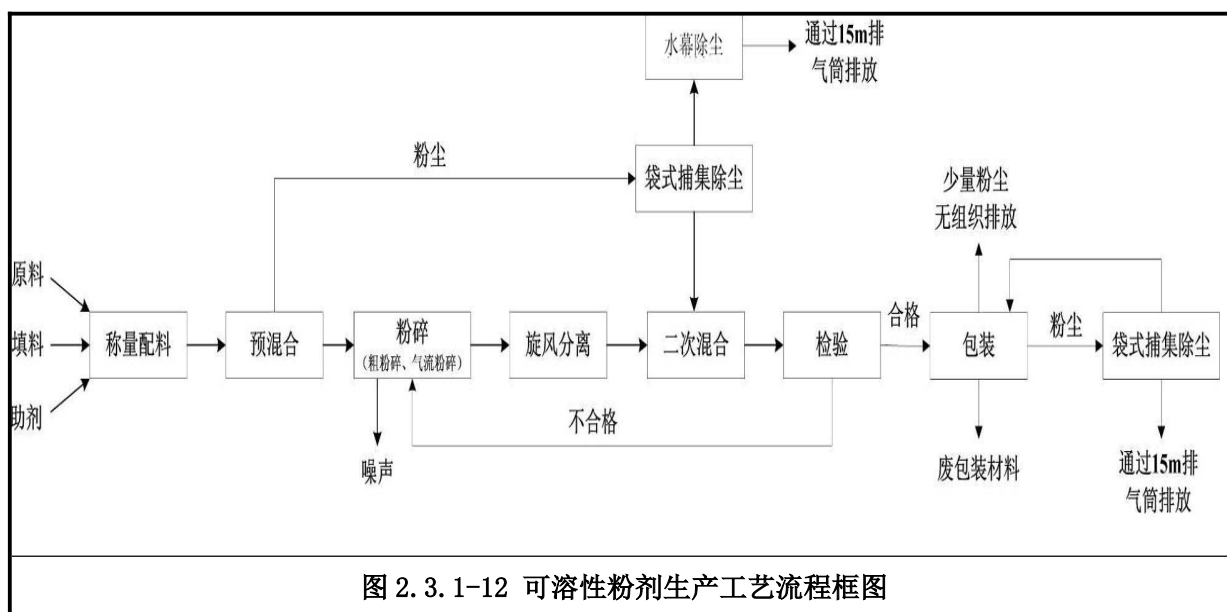 水幕除尘
通过15m排
气筒排放
粉尘
袋式捕集除尘
少量粉尘
无组织排放
原料
填料
助剂
称量配料
预混合
粉碎
(粗粉碎、气流粉碎)
旋风分离
二次混合
检验
合格
包装
粉尘
袋式捕集除尘
不合格
噪声
废包装材料
通过15m排
气筒排放
图 2.3.1-12 可溶性粉剂生产工艺流程框图